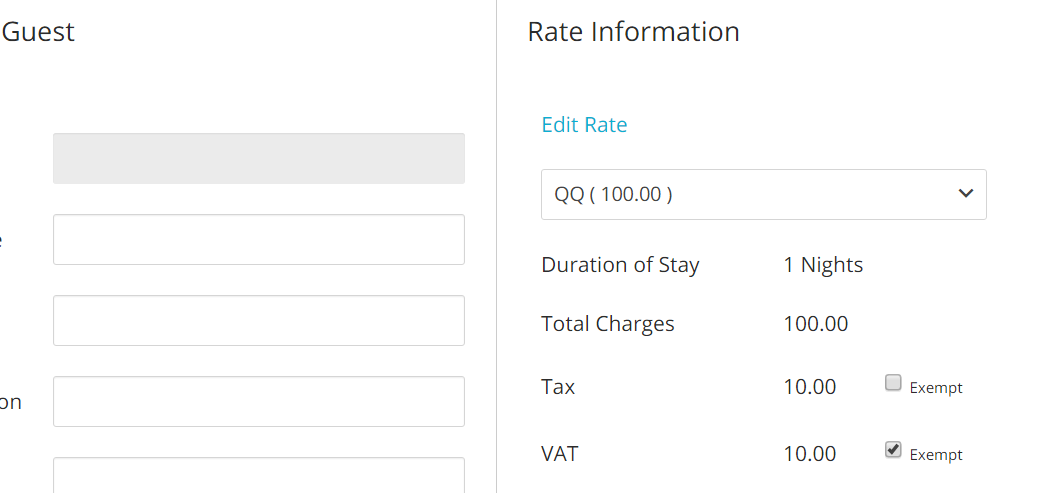 Guest
Rate Information
Edit Rate
QQ ( 100.00 )
Duration of Stay 1 Nights
Total Charges 100.00
Tax 10.00 Exempt
on
VAT 10.00 Exempt